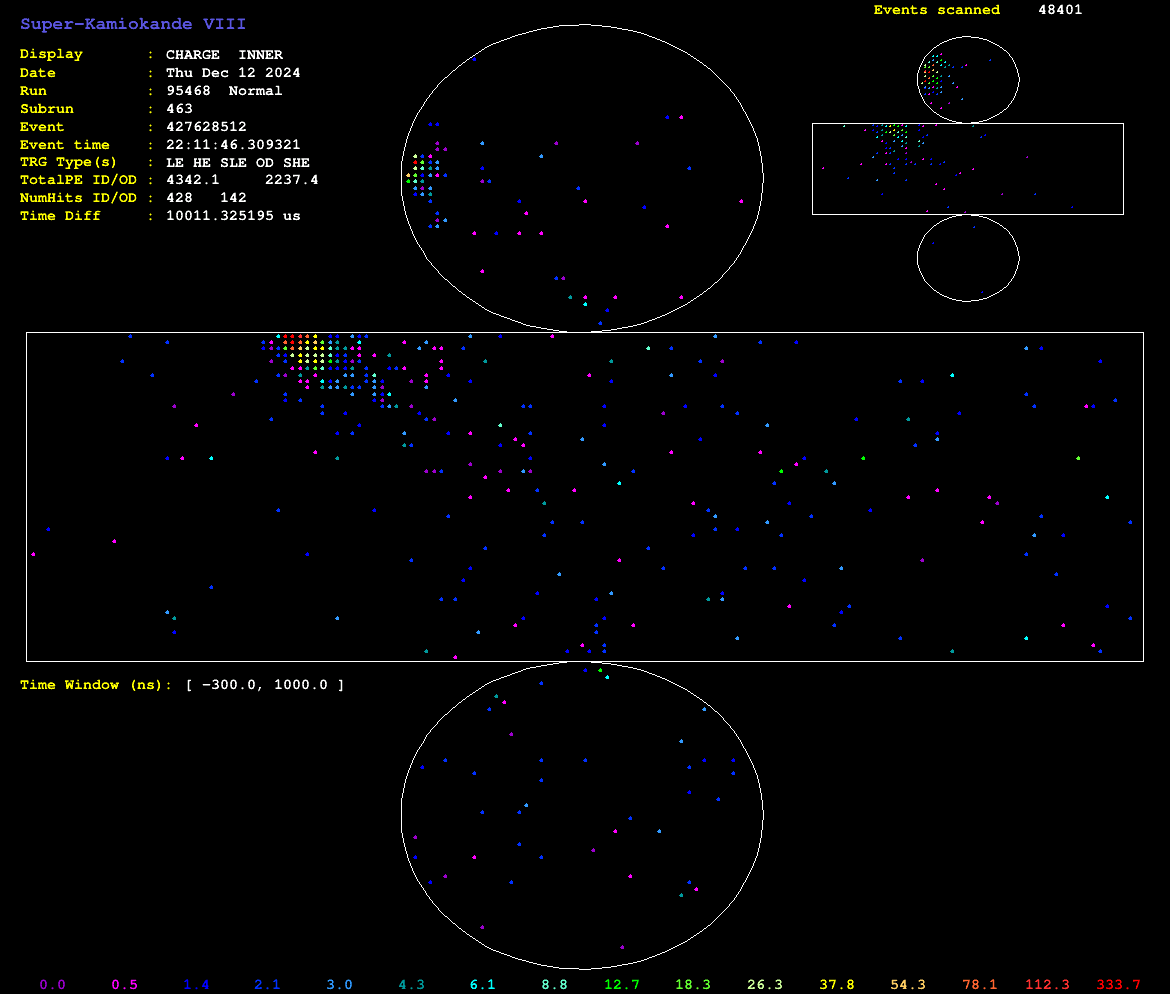 Super-Kamiokande VIII
Events scanned 48401
Display : CHARGE INNER
Date : Thu Dec 12 2024
Run : 95468 Normal
Subrun : 463
Event : 427628512
Event time : 22:11:46.309321
TRG Type(s) : LE HE SLE OD SHE
TotalPE ID/OD : 4342.1 2237.4
NumHits ID/OD : 428 142
Time Diff : 10011.325195 us
Time Window (ns): [ −300.0, 1000.0 ]
0.0 0.5 1.4 2.1 3.0 4.3 6.1 8.8 12.7 18.3 26.3 37.8 54.3 78.1 112.3 333.7